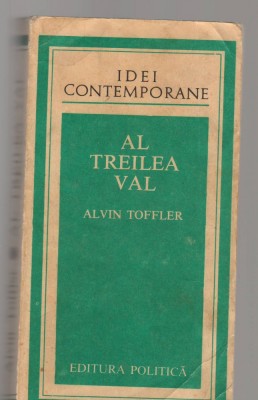 IDEI
CONTEMPORANE
AL
TREILEA
VAL
ALVIN TOFFLER
EDITURA POLITICĂ